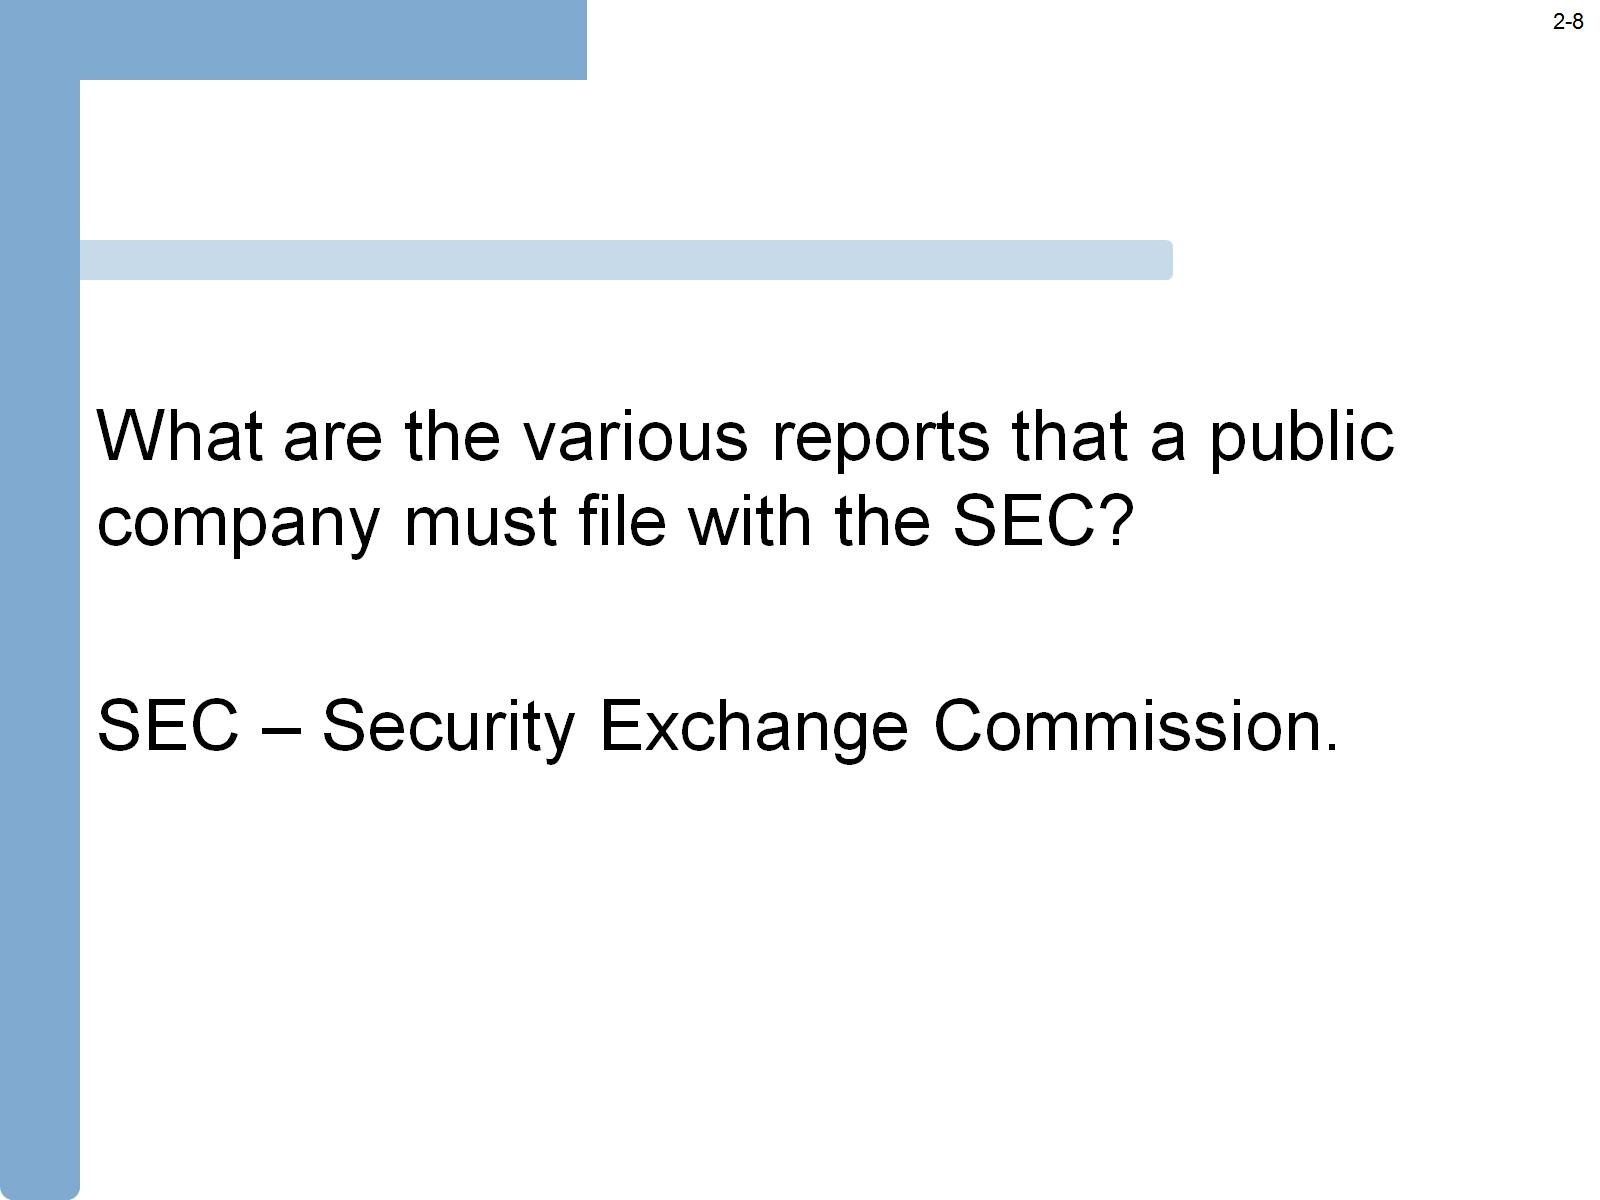 2-8
What are the various reports that a public
company must file with the SEC?
SEC – Security Exchange Commission.